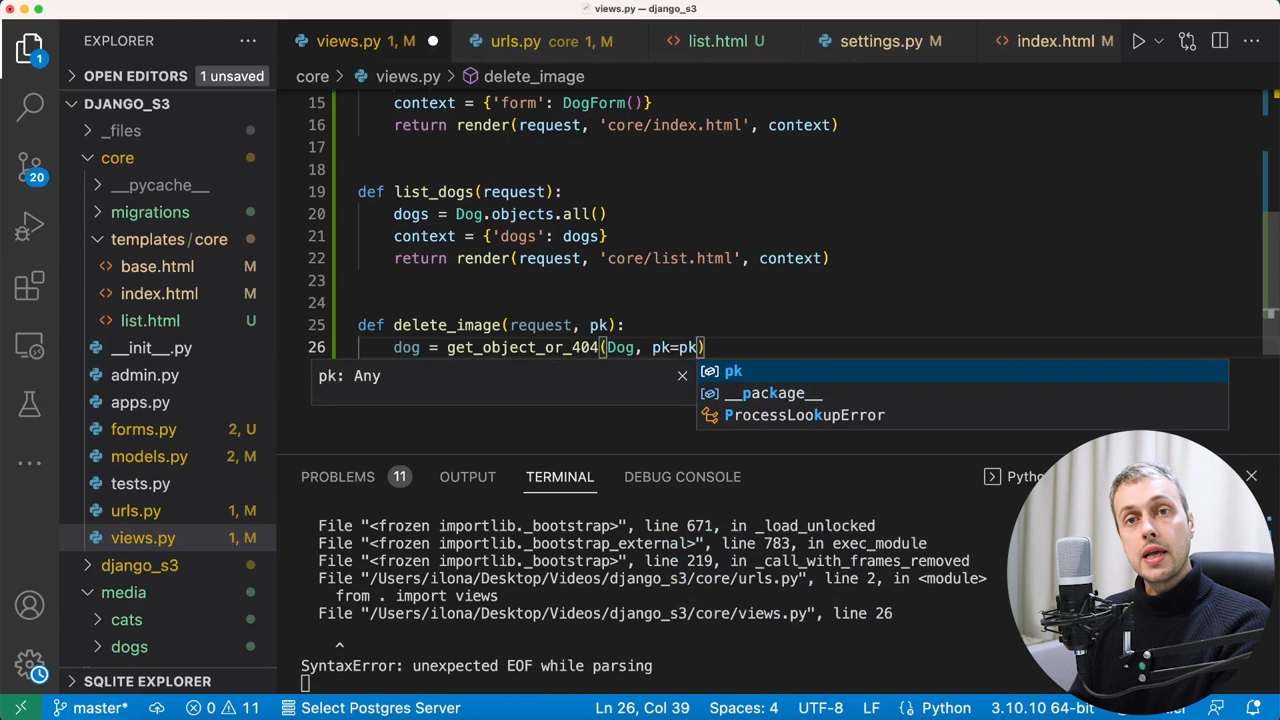 views.py — django_s3
EXPLORER
views.py 1, M
urls.py core 1, M
list.html U
settings.py M
index.html M
OPEN EDITORS 1 unsaved
core > views.py > delete_image
DJANGO_S3
_files
core
__pycache__
migrations
templates/core
base.html M
index.html M
list.html U
__init__.py
admin.py
apps.py
forms.py 2, U
models.py 2, M
tests.py
urls.py 1, M
views.py 1, M
django_s3
media
cats
dogs
SQLITE EXPLORER
1
20
15 context = {'form': DogForm()}
16 return render(request, 'core/index.html', context)
17
18
19 def list_dogs(request):
20 dogs = Dog.objects.all()
21 context = {'dogs': dogs}
22 return render(request, 'core/list.html', context)
23
24
25 def delete_image(request, pk):
26 dog = get_object_or_404(Dog, pk=pk)
pk: Any
pk
__package__
ProcessLookupError
PROBLEMS 11 OUTPUT TERMINAL DEBUG CONSOLE
File "<frozen importlib._bootstrap>", line 671, in _load_unlocked
File "<frozen importlib._bootstrap_external>", line 783, in exec_module
File "<frozen importlib._bootstrap>", line 219, in _call_with_frames_removed
File "/Users/ilona/Desktop/Videos/django_s3/core/urls.py", line 2, in <module>
from . import views
File "/Users/ilona/Desktop/Videos/django_s3/core/views.py", line 26
^
SyntaxError: unexpected EOF while parsing
master* 0 11 Select Postgres Server Ln 26, Col 39 Spaces: 4 UTF-8 LF Python 3.10.10 64-bit